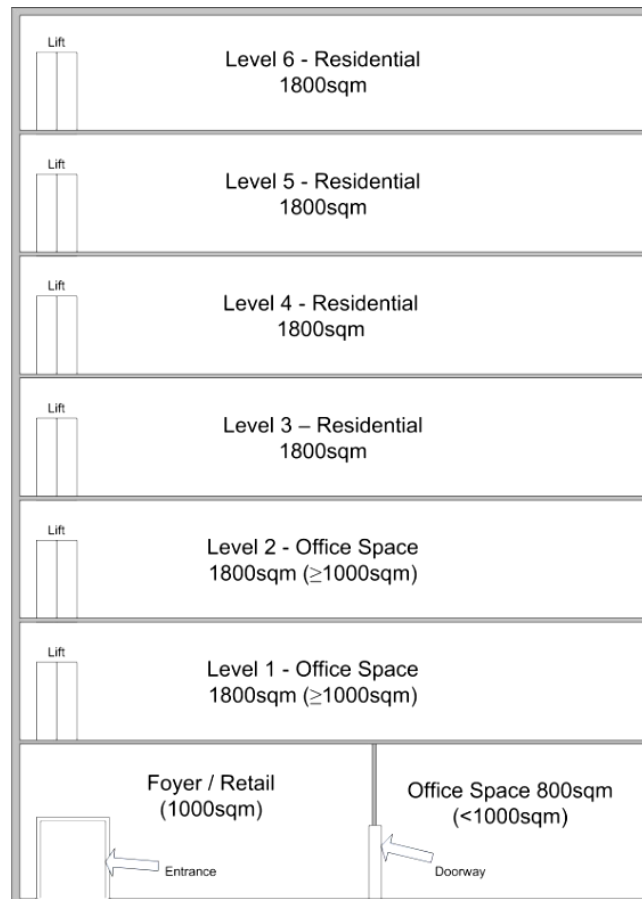 Lift
Level 6 - Residential
1800sqm
Lift
Level 5 - Residential
1800sqm
Lift
Level 4 - Residential
1800sqm
Lift
Level 3 – Residential
1800sqm
Lift
Level 2 - Office Space
1800sqm (≥1000sqm)
Lift
Level 1 - Office Space
1800sqm (≥1000sqm)
Foyer / Retail
(1000sqm)
Office Space 800sqm
(<1000sqm)
Entrance
Doorway